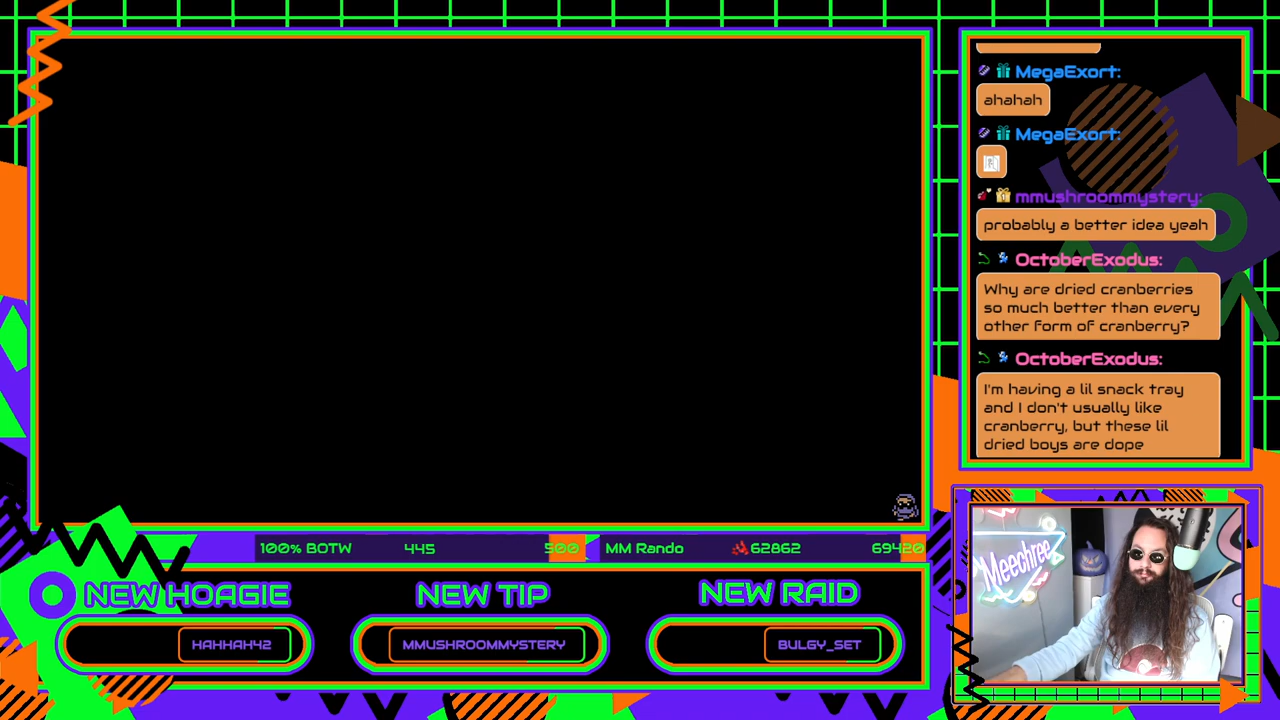 MegaExort:
ahahah
MegaExort:
mmushroommystery:
probably a better idea yeah
OctoberExodus:
Why are dried cranberries
so much better than every
other form of cranberry?
OctoberExodus:
I'm having a lil snack tray
and I don't usually like
cranberry, but these lil
dried boys are dope
100% BOTW 445 500
MM Rando 62862 69420
NEW HOAGIE
HAHHAH42
NEW TIP
MMUSHROOMMYSTERY
NEW RAID
BULGY_SET
Meechree